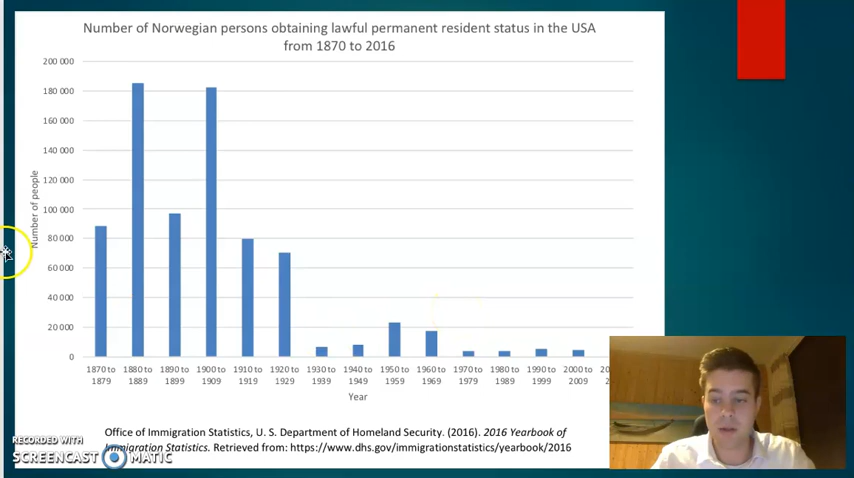 Number of Norwegian persons obtaining lawful permanent resident status in the USA
from 1870 to 2016
200 000
180 000
160 000
140 000
120 000
100 000
80 000
60 000
40 000
20 000
0
Number of people
1870 to 1880 to 1890 to 1900 to 1910 to 1920 to 1930 to 1940 to 1950 to 1960 to 1970 to 1980 to 1990 to 2000 to
1879 1889 1899 1909 1919 1929 1939 1949 1959 1969 1979 1989 1999 2009
Year
Office of Immigration Statistics, U. S. Department of Homeland Security. (2016). 2016 Yearbook of
Immigration Statistics. Retrieved from: https://www.dhs.gov/immigrationstatistics/yearbook/2016
RECORDED WITH
SCREENCAST MATIC